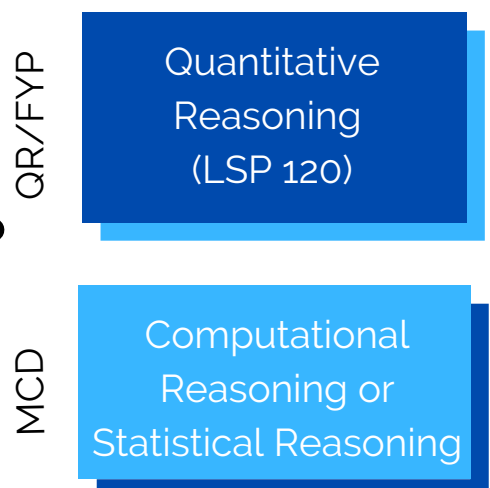 QR/FYP
Quantitative
Reasoning
(LSP 120)
MCD
Computational
Reasoning or
Statistical Reasoning